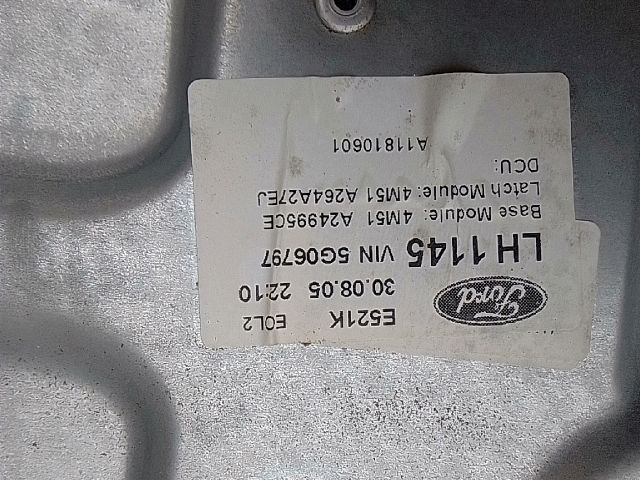 E521K EOL2
Ford 30.08.05 22:10
LH 1145 VIN 5G06797
Base Module: 4M51 A24995CE
Latch Module: 4M51 A264A27EJ
DCU:
A11810601